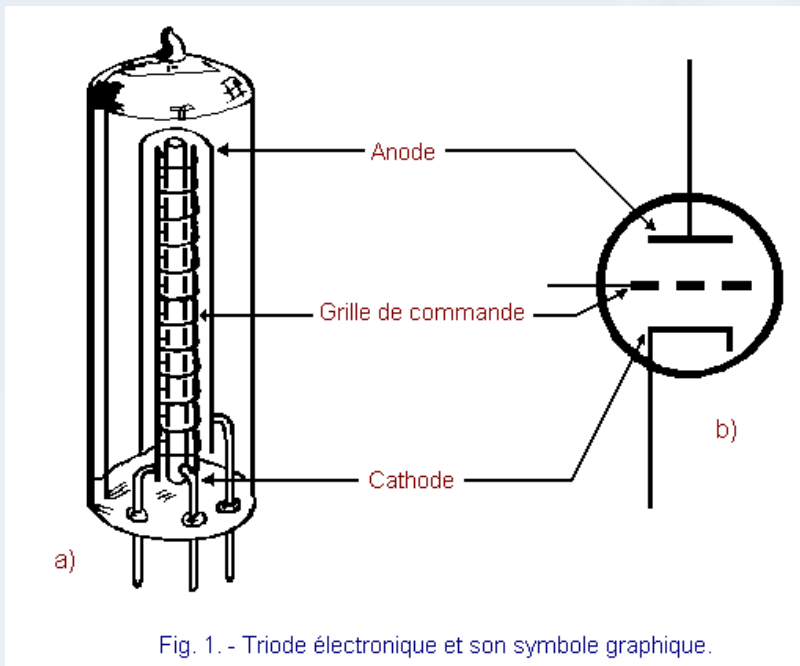 Anode
Grille de commande
Cathode
b)
a)
Fig. 1. - Triode électronique et son symbole graphique.